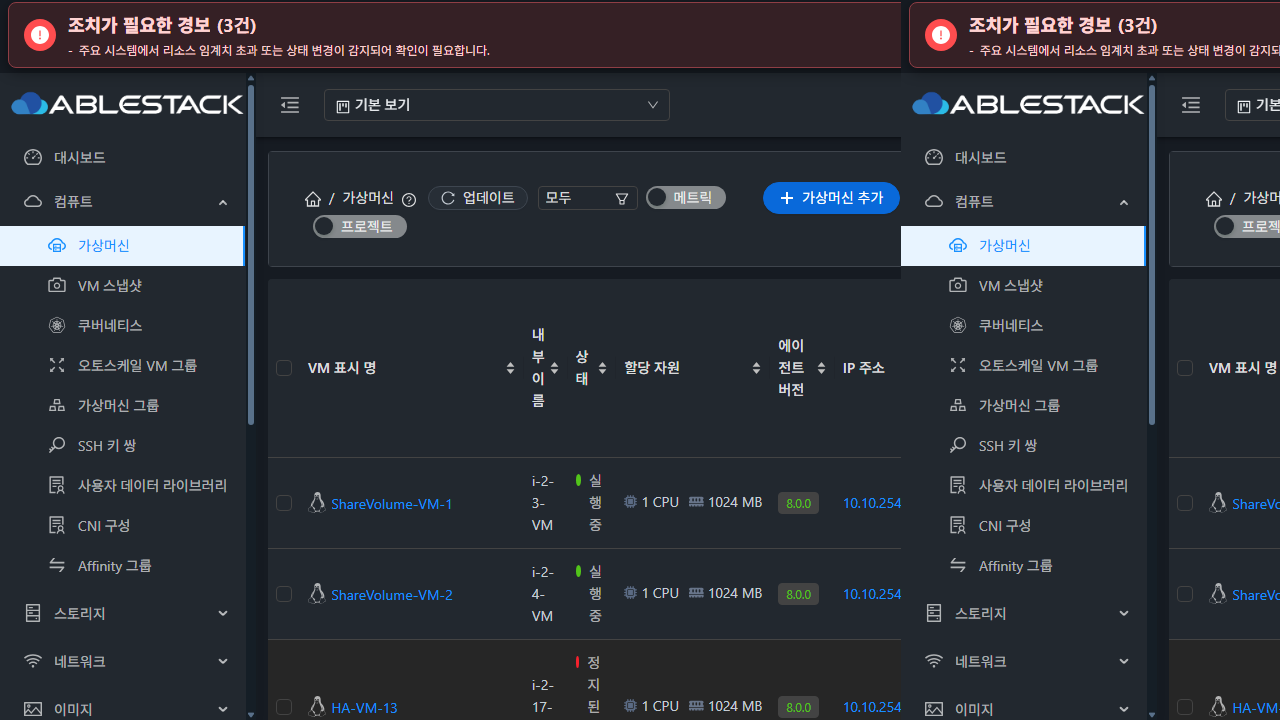 조치가 필요한 경보 (3건)
- 주요 시스템에서 리소스 임계치 초과 또는 상태 변경이 감지되어 확인이 필요합니다.
ABLESTACK
기본 보기
대시보드
컴퓨트
가상머신
VM 스냅샷
쿠버네티스
오토스케일 VM 그룹
가상머신 그룹
SSH 키 쌍
사용자 데이터 라이브러리
CNI 구성
Affinity 그룹
스토리지
네트워크
이미지
/ 가상머신
업데이트
모두
메트릭
가상머신 추가
프로젝트
VM 표시 명
내부이름
상태
할당 자원
에이전트 버전
IP 주소
ShareVolume-VM-1
i-2-3-VM
실행 중
1 CPU
1024 MB
8.0.0
10.10.254
ShareVolume-VM-2
i-2-4-VM
실행 중
1 CPU
1024 MB
8.0.0
10.10.254
HA-VM-13
i-2-17-
정지된
1 CPU
1024 MB
8.0.0
10.10.254
조치가 필요한 경보 (3건)
- 주요 시스템에서 리소스 임계치 초과 또는 상태 변경이 감지되
ABLESTACK
기본
대시보드
컴퓨트
가상머신
VM 스냅샷
쿠버네티스
오토스케일 VM 그룹
가상머신 그룹
SSH 키 쌍
사용자 데이터 라이브러리
CNI 구성
Affinity 그룹
스토리지
네트워크
이미지
/ 가상머
프로젝
VM 표시 명
ShareVo
ShareVo
HA-VM-